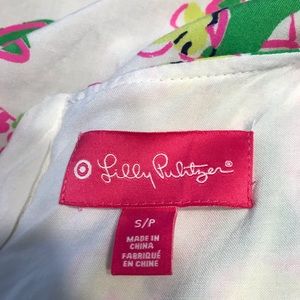 Lilly Pulitzer®
S/P
MADE IN
CHINA
FABRIQUÉ
EN CHINE